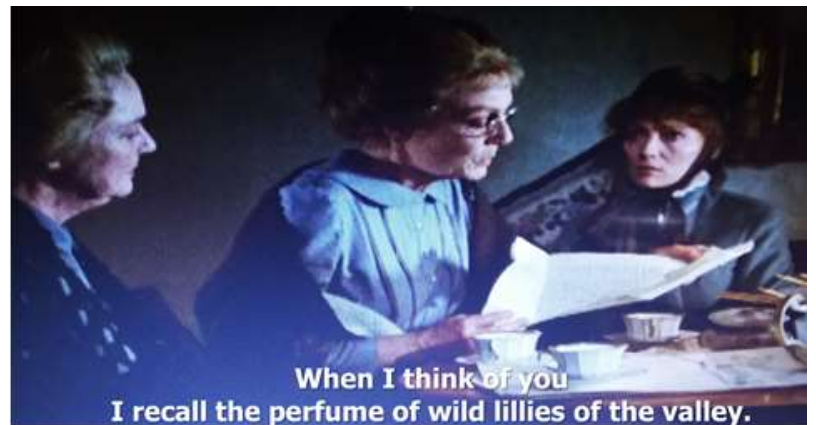 When I think of you
I recall the perfume of wild lillies of the valley.